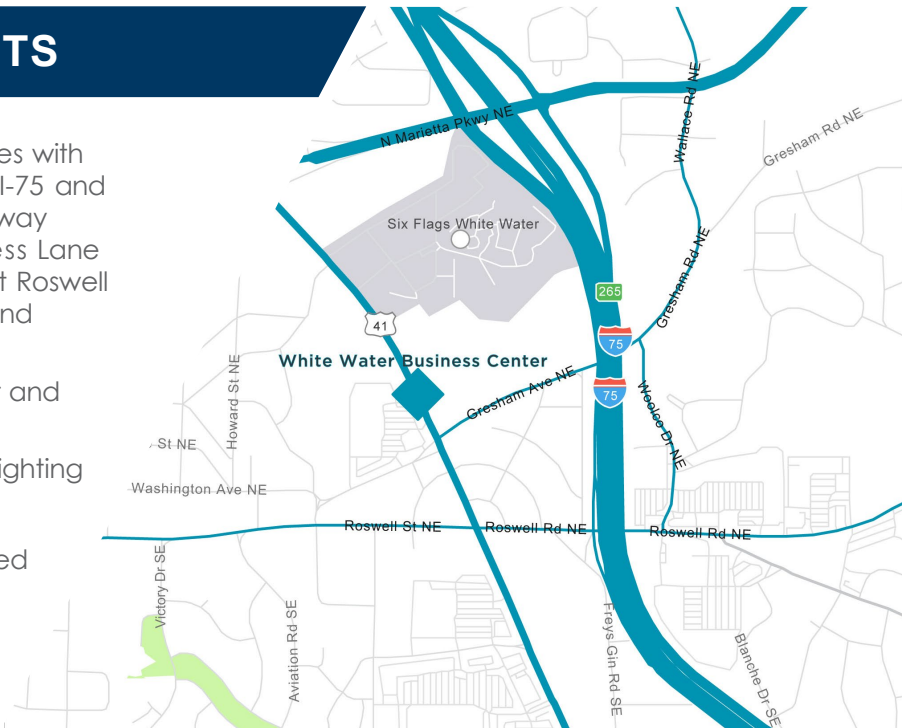 TS
es with
I-75 and
way
ess Lane
t Roswell
nd
and
ighting
ed
N Marietta Pkwy NE
Wallace Rd NE
Gresham Rd NE
Six Flags White Water
Gresham Rd NE
265
41
75
White Water Business Center
75
Gresham Ave NE
Howard St NE
Woolco Dr NE
St NE
Washington Ave NE
Roswell St NE
Roswell Rd NE
Roswell Rd NE
Victory Dr SE
Aviation Rd SE
Freys Gin Rd SE
Blanche Dr SE